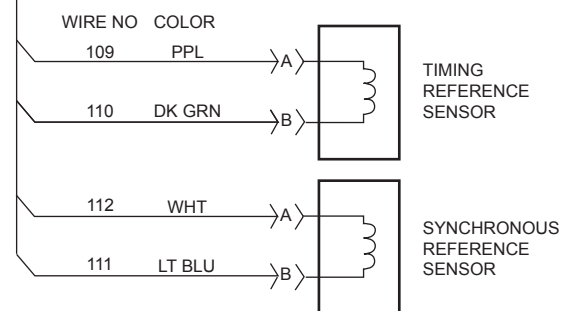 WIRE NO COLOR
109 PPL A
TIMING
REFERENCE
SENSOR
110 DK GRN B
112 WHT A
SYNCHRONOUS
REFERENCE
SENSOR
111 LT BLU B